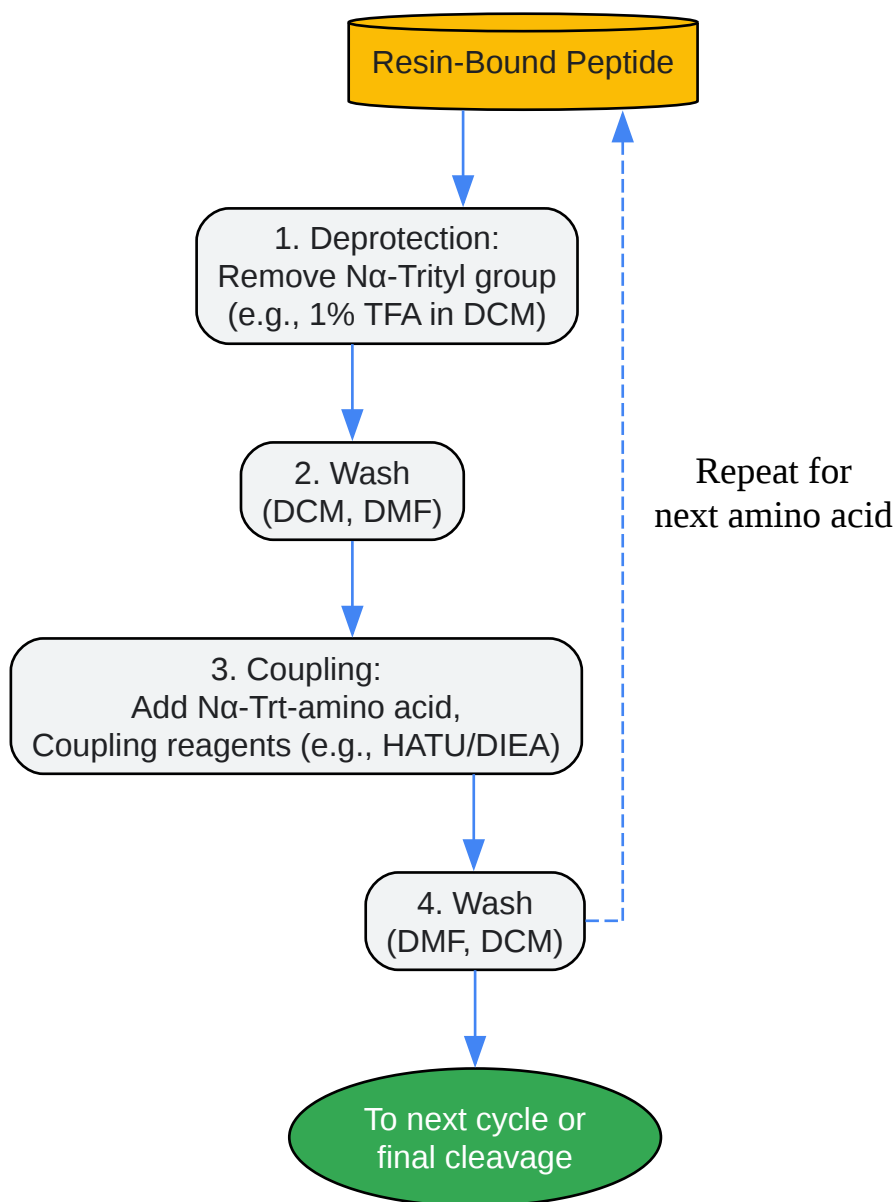 Resin-Bound Peptide
1. Deprotection:
Remove Nα-Trityl group
(e.g., 1% TFA in DCM)
2. Wash
(DCM, DMF)
Repeat for
next amino acid
3. Coupling:
Add Nα-Trt-amino acid,
Coupling reagents (e.g., HATU/DIEA)
4. Wash
(DMF, DCM)
To next cycle or
final cleavage